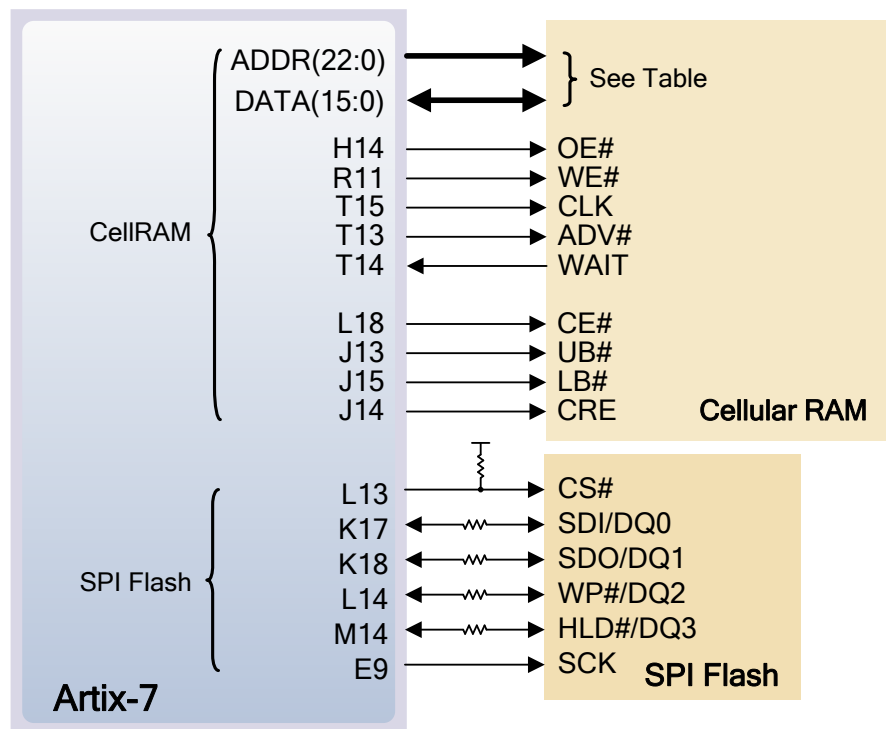 ADDR(22:0)
DATA(15:0)
See Table
H14 OE#
R11 WE#
T15 CLK
CellRAM T13 ADV#
T14 WAIT
L18 CE#
J13 UB#
J15 LB#
J14 CRE
Cellular RAM
L13 CS#
K17 SDI/DQ0
K18 SDO/DQ1
SPI Flash L14 WP#/DQ2
M14 HLD#/DQ3
E9 SCK
SPI Flash
Artix-7